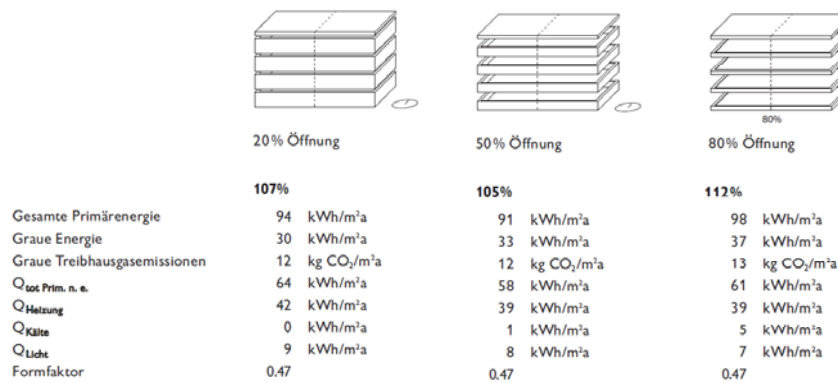 80%
20% Öffnung 50% Öffnung 80% Öffnung
107% 105% 112%
Gesamte Primärenergie 94 kWh/m²a 91 kWh/m²a 98 kWh/m²a
Graue Energie 30 kWh/m²a 33 kWh/m²a 37 kWh/m²a
Graue Treibhausgasemissionen 12 kg CO₂/m²a 12 kg CO₂/m²a 13 kg CO₂/m²a
Q tot Prim. n. e. 64 kWh/m²a 58 kWh/m²a 61 kWh/m²a
Q Heizung 42 kWh/m²a 39 kWh/m²a 39 kWh/m²a
Q Kälte 0 kWh/m²a 1 kWh/m²a 5 kWh/m²a
Q Licht 9 kWh/m²a 8 kWh/m²a 7 kWh/m²a
Formfaktor 0.47 0.47 0.47